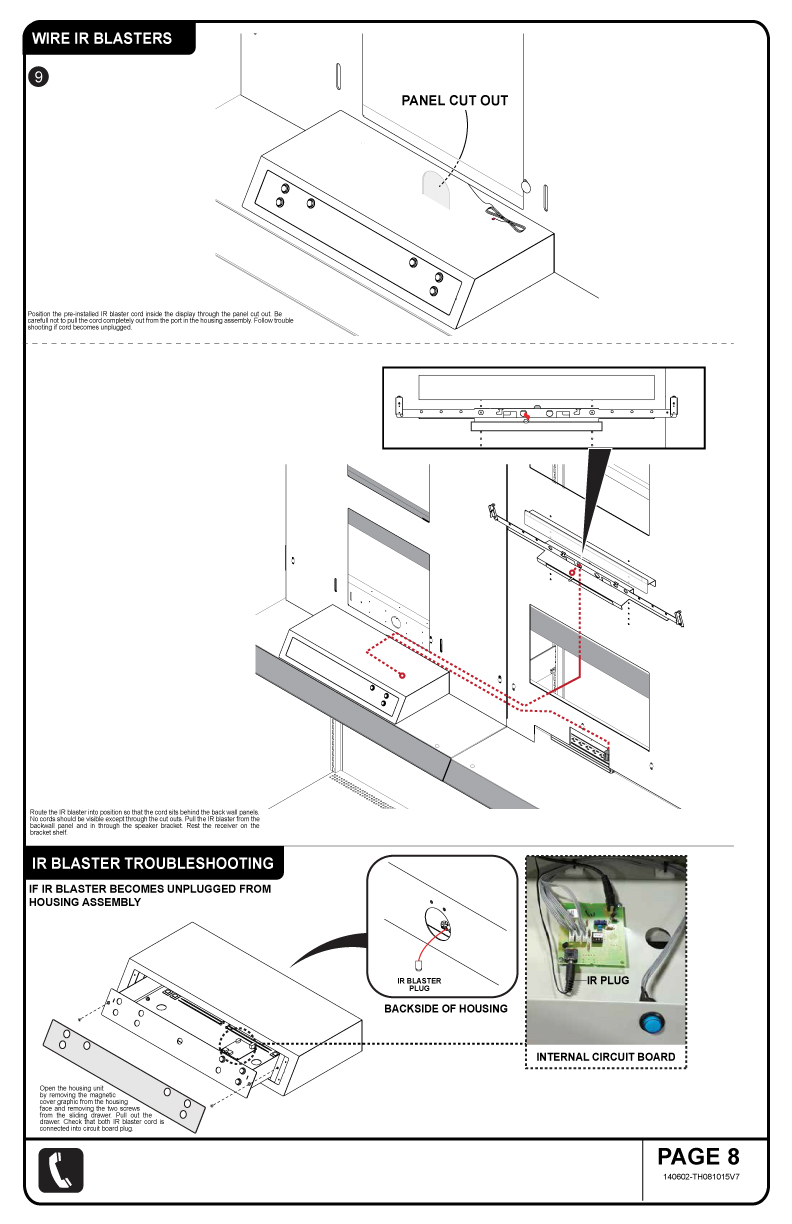 WIRE IR BLASTERS
9
PANEL CUT OUT
Position the pre-installed IR blaster cord inside the display through the panel cut out. Be
carefull not to pull the cord completely out from the port in the housing assembly. Follow trouble
shooting if cord becomes unplugged.
Route the IR blaster into position so that the cord sits behind the back wall panels.
No cords should be visible except through the cut outs. Pull the IR blaster from the
backwall panel and in through the speaker bracket. Rest the receiver on the
bracket shelf.
IR BLASTER TROUBLESHOOTING
IF IR BLASTER BECOMES UNPLUGGED FROM
HOUSING ASSEMBLY
IR BLASTER
PLUG
BACKSIDE OF HOUSING
IR PLUG
INTERNAL CIRCUIT BOARD
Open the housing unit
by removing the magnetic
cover graphic from the housing
face and removing the two screws
from the sliding drawer. Pull out the
drawer. Check that both IR blaster cord is
connected into circuit board plug.
PAGE 8
140602-TH081015V7